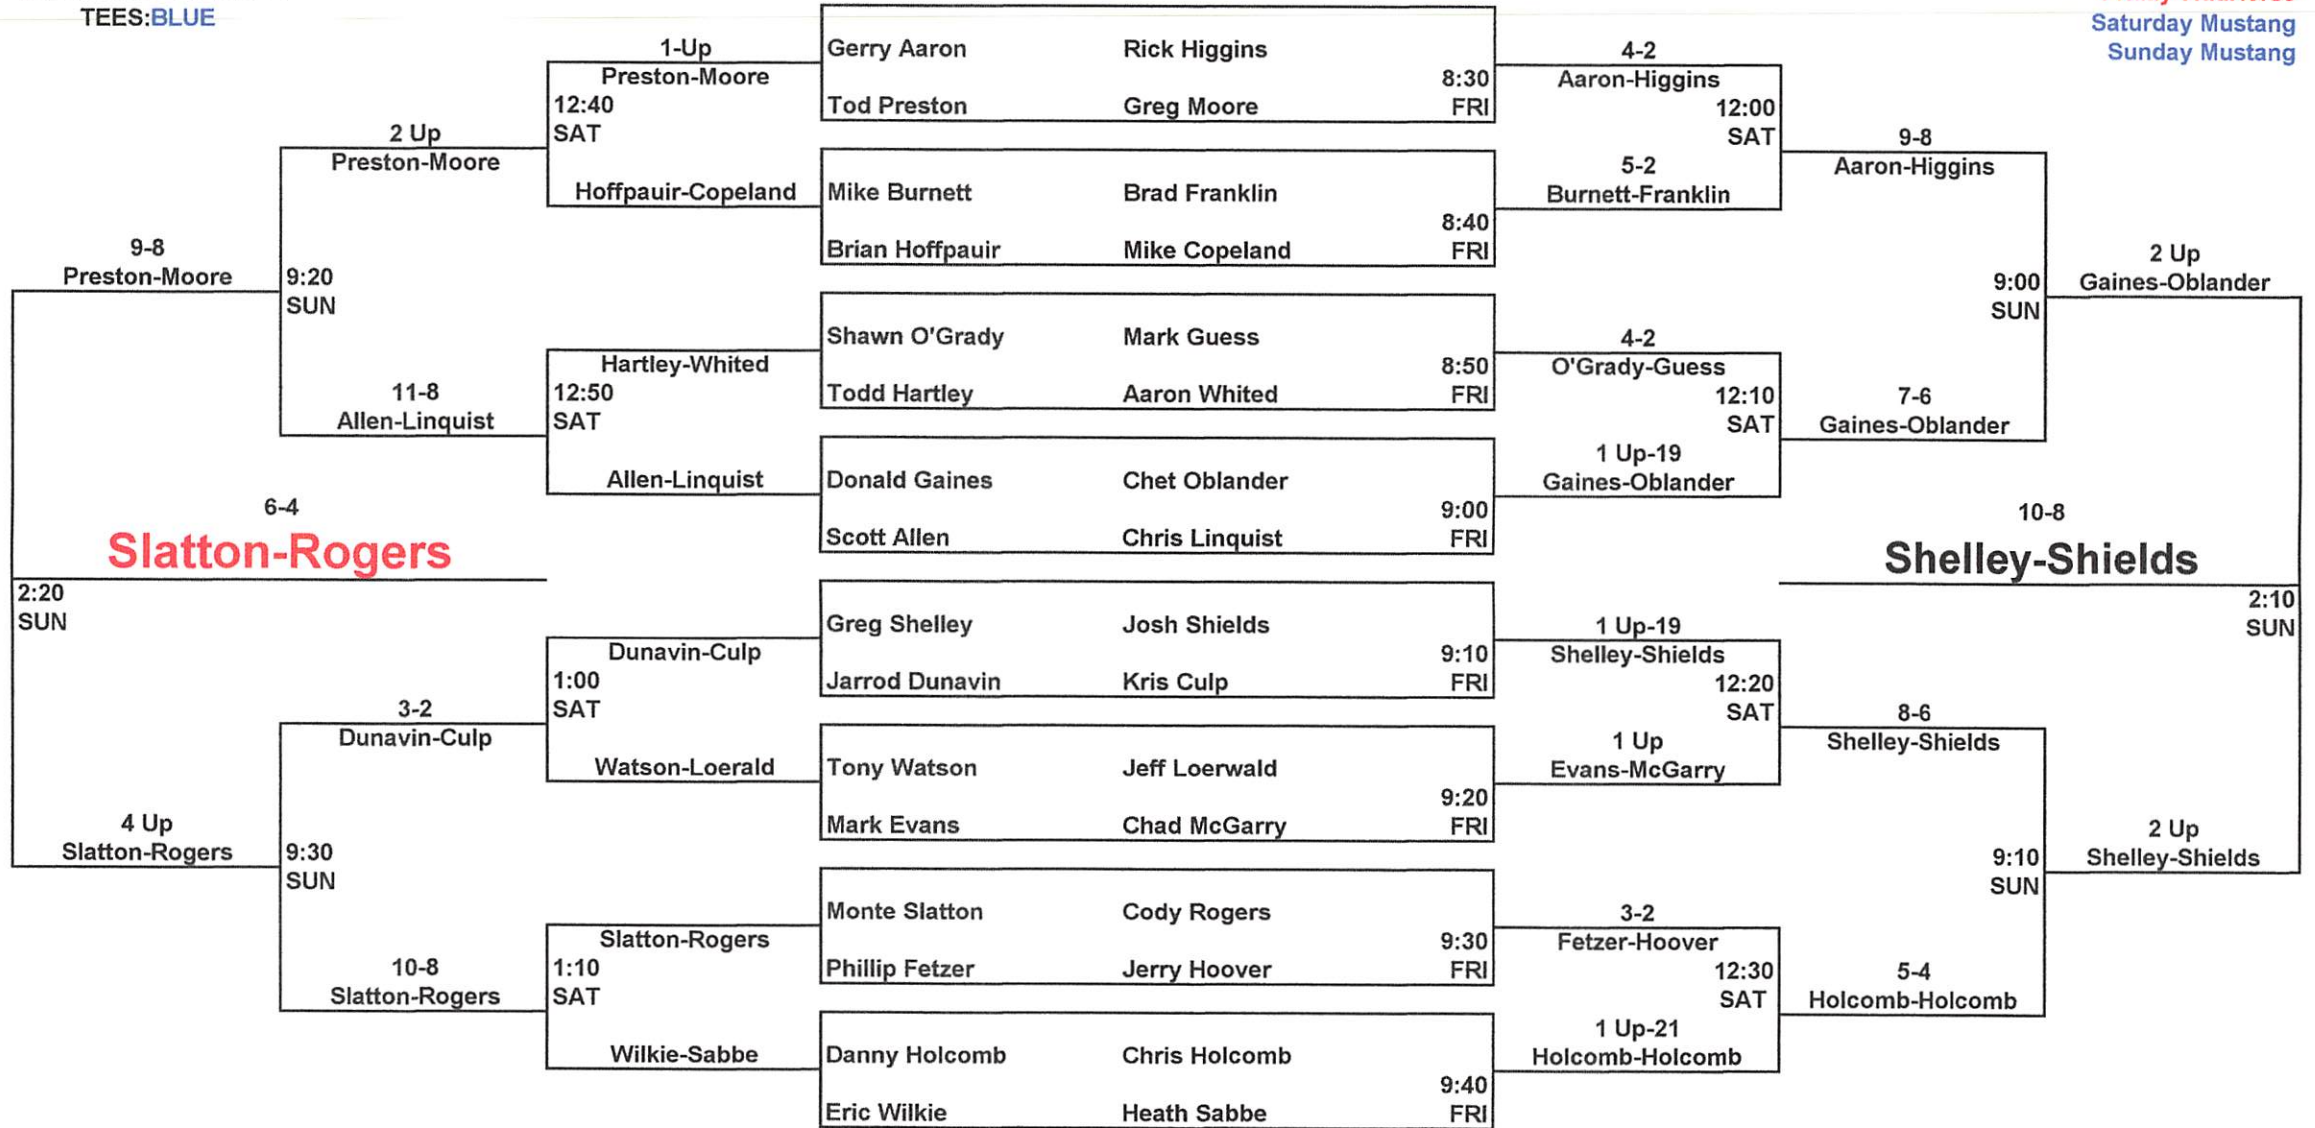 TEES:BLUE
Saturday Mustang
Sunday Mustang
1-Up
Preston-Moore
12:40
SAT
Hoffpauir-Copeland
2 Up
Preston-Moore
9-8
Preston-Moore
9:20
SUN
Hartley-Whited
12:50
SAT
Allen-Linquist
11-8
Allen-Linquist
6-4
Slatton-Rogers
2:20
SUN
Dunavin-Culp
1:00
SAT
Watson-Loerald
3-2
Dunavin-Culp
4 Up
Slatton-Rogers
9:30
SUN
Slatton-Rogers
1:10
SAT
Wilkie-Sabbe
10-8
Slatton-Rogers
Gerry Aaron Rick Higgins
8:30
Tod Preston Greg Moore FRI
Mike Burnett Brad Franklin
8:40
Brian Hoffpauir Mike Copeland FRI
Shawn O'Grady Mark Guess
8:50
Todd Hartley Aaron Whited FRI
Donald Gaines Chet Oblander
9:00
Scott Allen Chris Linquist FRI
Greg Shelley Josh Shields
9:10
Jarrod Dunavin Kris Culp FRI
Tony Watson Jeff Loerwald
9:20
Mark Evans Chad McGarry FRI
Monte Slatton Cody Rogers
9:30
Phillip Fetzer Jerry Hoover FRI
Danny Holcomb Chris Holcomb
9:40
Eric Wilkie Heath Sabbe FRI
4-2
Aaron-Higgins
12:00
SAT
5-2
Burnett-Franklin
9-8
Aaron-Higgins
4-2
O'Grady-Guess
12:10
SAT
1 Up-19
Gaines-Oblander
7-6
Gaines-Oblander
9:00
SUN
2 Up
Gaines-Oblander
10-8
Shelley-Shields
2:10
SUN
1 Up-19
Shelley-Shields
12:20
SAT
1 Up
Evans-McGarry
8-6
Shelley-Shields
3-2
Fetzer-Hoover
12:30
SAT
1 Up-21
Holcomb-Holcomb
5-4
Holcomb-Holcomb
9:10
SUN
2 Up
Shelley-Shields